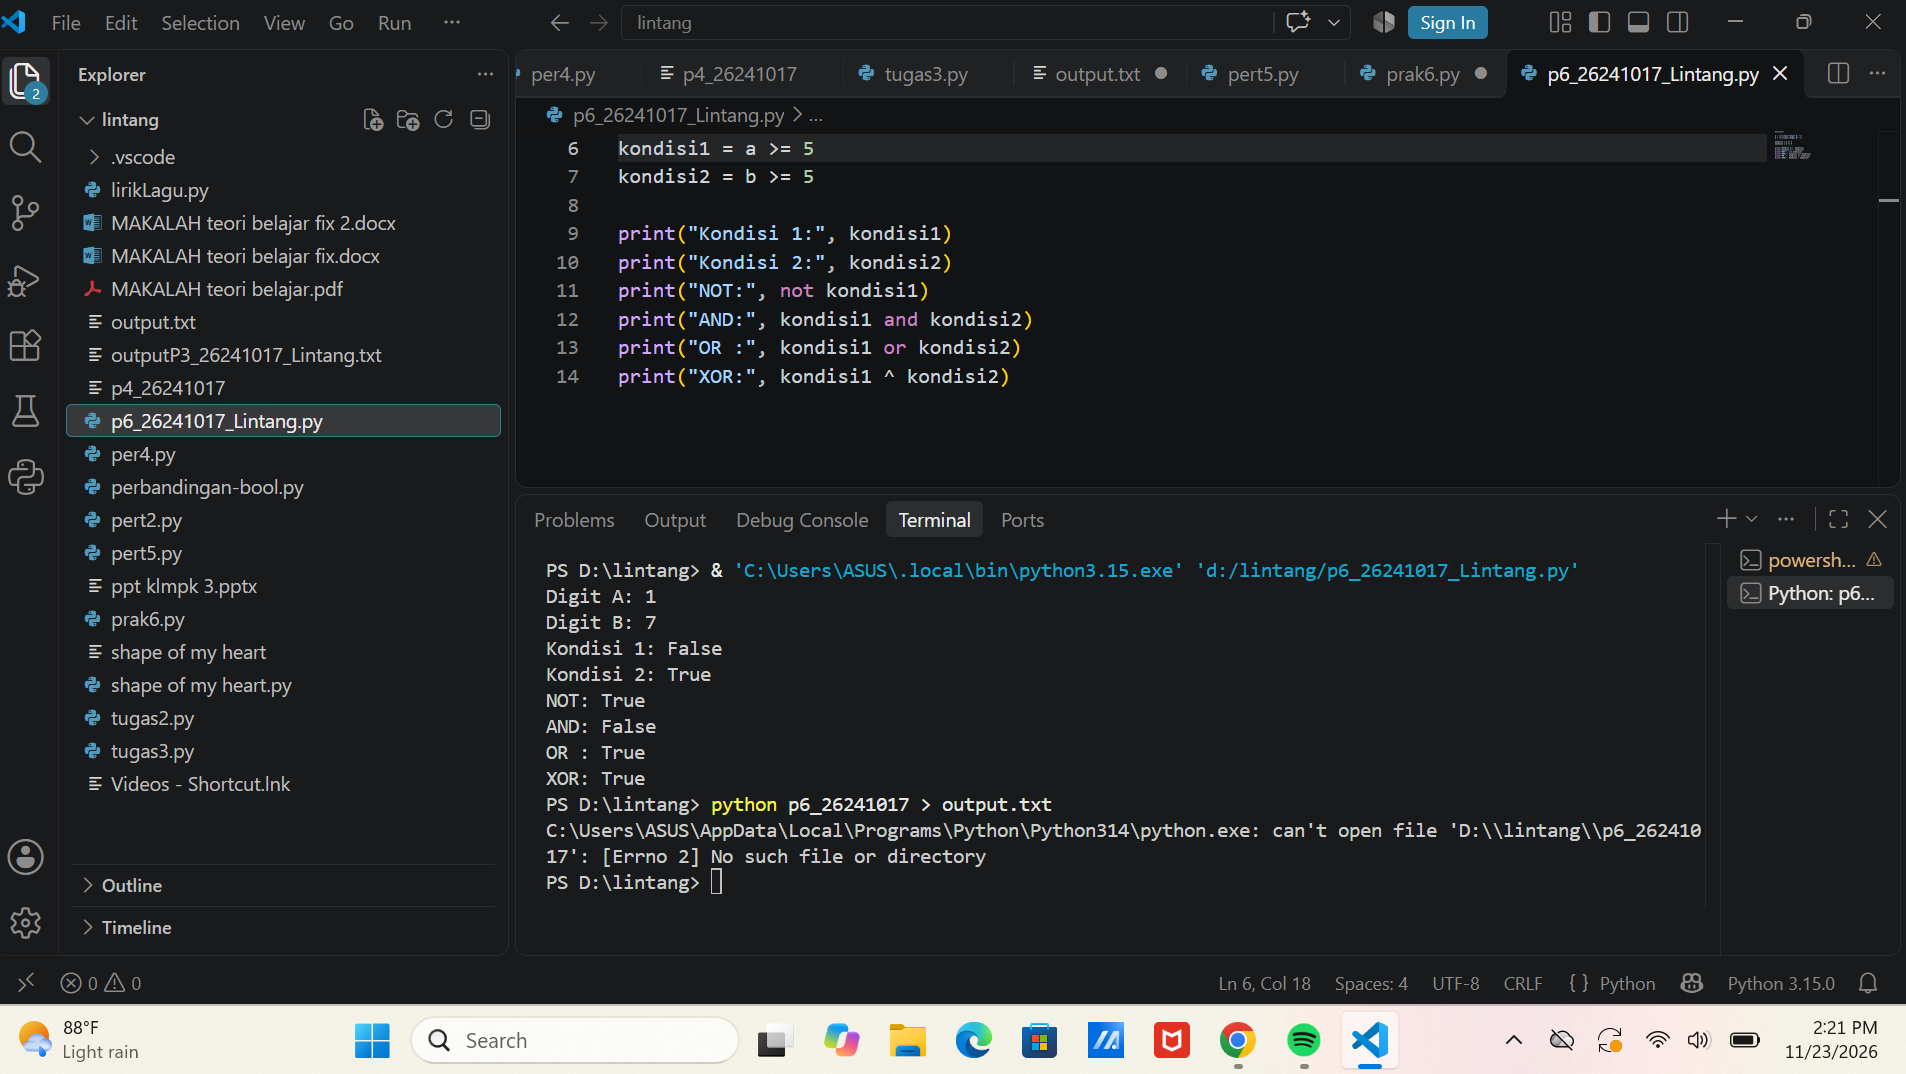 File Edit Selection View Go Run ···
lintang
Sign In
Explorer
2
lintang
.vscode
lirikLagu.py
MAKALAH teori belajar fix 2.docx
MAKALAH teori belajar fix.docx
MAKALAH teori belajar.pdf
output.txt
outputP3_26241017_Lintang.txt
p4_26241017
p6_26241017_Lintang.py
per4.py
perbandingan-bool.py
pert2.py
pert5.py
ppt klmpk 3.pptx
prak6.py
shape of my heart
shape of my heart.py
tugas2.py
tugas3.py
Videos - Shortcut.lnk
Outline
Timeline
per4.py p4_26241017 tugas3.py output.txt pert5.py prak6.py p6_26241017_Lintang.py
p6_26241017_Lintang.py > ...
6 kondisi1 = a >= 5
7 kondisi2 = b >= 5
8
9 print("Kondisi 1:", kondisi1)
10 print("Kondisi 2:", kondisi2)
11 print("NOT:", not kondisi1)
12 print("AND:", kondisi1 and kondisi2)
13 print("OR :", kondisi1 or kondisi2)
14 print("XOR:", kondisi1 ^ kondisi2)
Problems Output Debug Console Terminal Ports
PS D:\lintang> & 'C:\Users\ASUS\.local\bin\python3.15.exe' 'd:/lintang/p6_26241017_Lintang.py'
Digit A: 1
Digit B: 7
Kondisi 1: False
Kondisi 2: True
NOT: True
AND: False
OR : True
XOR: True
PS D:\lintang> python p6_26241017 > output.txt
C:\Users\ASUS\AppData\Local\Programs\Python\Python314\python.exe: can't open file 'D:\\lintang\\p6_262410
17': [Errno 2] No such file or directory
PS D:\lintang>
powersh...
Python: p6...
0 0
Ln 6, Col 18 Spaces: 4 UTF-8 CRLF { } Python Python 3.15.0
88°F
Light rain
Search
2:21 PM
11/23/2026